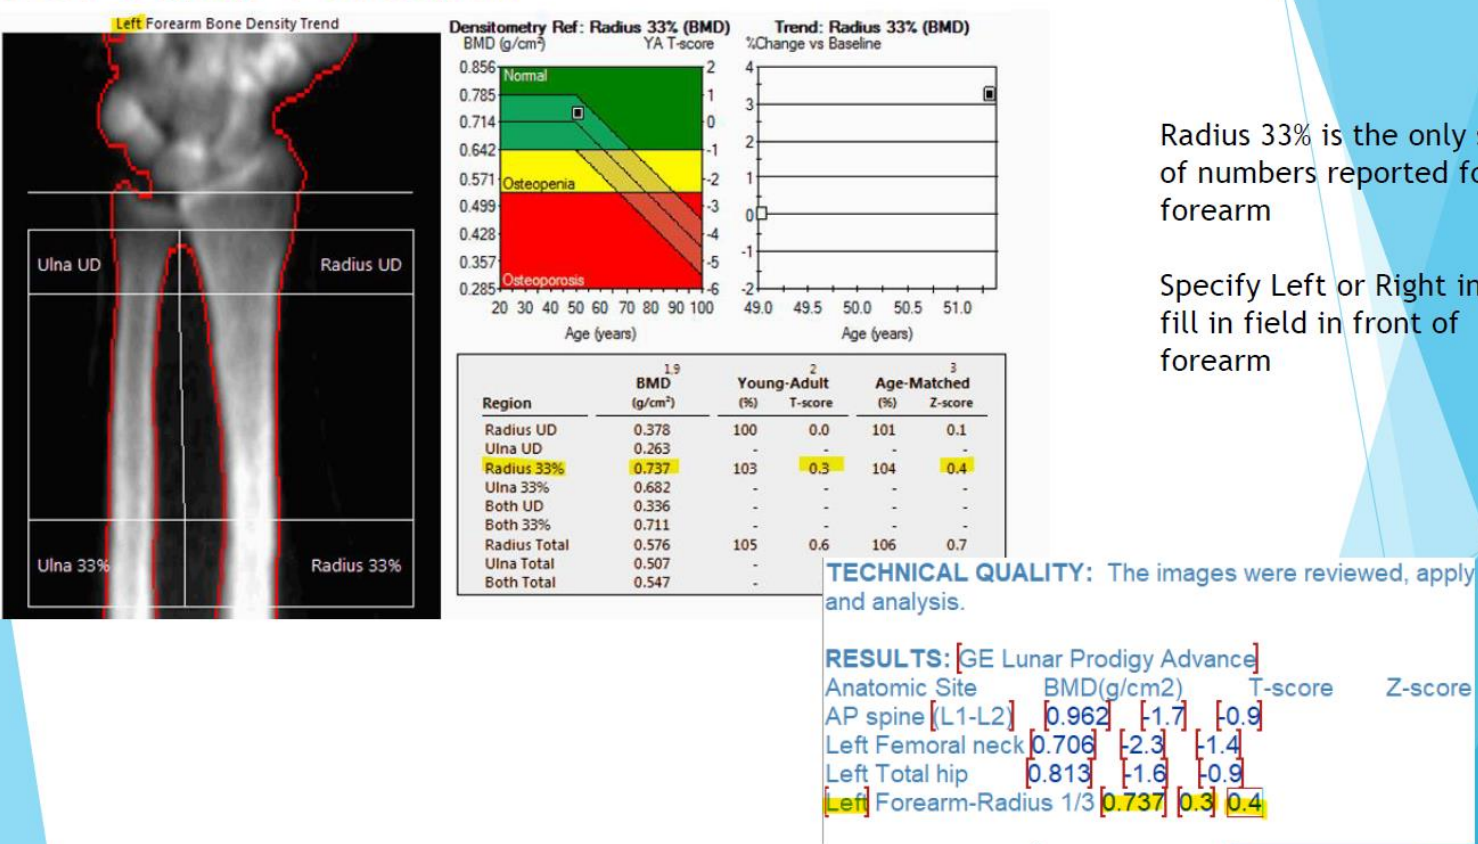 Left Forearm Bone Density Trend
Ulna UD Radius UD
Ulna 33% Radius 33%
Densitometry Ref: Radius 33% (BMD)
BMD (g/cm²) YA T-score
0.856 Normal 2
0.785 1
0.714 0
0.642 -1
0.571 Osteopenia -2
0.499 -3
0.428 -4
0.357 -5
0.285 Osteoporosis -6
20 30 40 50 60 70 80 90 100
Age (years)
Trend: Radius 33% (BMD)
%Change vs Baseline
4
3
2
1
0
-1
-2
49.0 49.5 50.0 50.5 51.0
Age (years)
1,9 2 3
BMD Young-Adult Age-Matched
Region (g/cm²) (%) T-score (%) Z-score
Radius UD 0.378 100 0.0 101 0.1
Ulna UD 0.263 - - - -
Radius 33% 0.737 103 0.3 104 0.4
Ulna 33% 0.682 - - - -
Both UD 0.336 - - - -
Both 33% 0.711 - - - -
Radius Total 0.576 105 0.6 106 0.7
Ulna Total 0.507 -
Both Total 0.547 -
Radius 33% is the only
of numbers reported
forearm
Specify Left or Right in
fill in field in front of
forearm
TECHNICAL QUALITY: The images were reviewed, apply
and analysis.
RESULTS: [GE Lunar Prodigy Advance]
Anatomic Site BMD(g/cm2) T-score Z-score
AP spine [(L1-L2)] [0.962] [-1.7] [-0.9]
Left Femoral neck [0.706] [-2.3] [-1.4]
Left Total hip [0.813] [-1.6] [-0.9]
[Left] Forearm-Radius 1/3 [0.737] [0.3] [0.4]